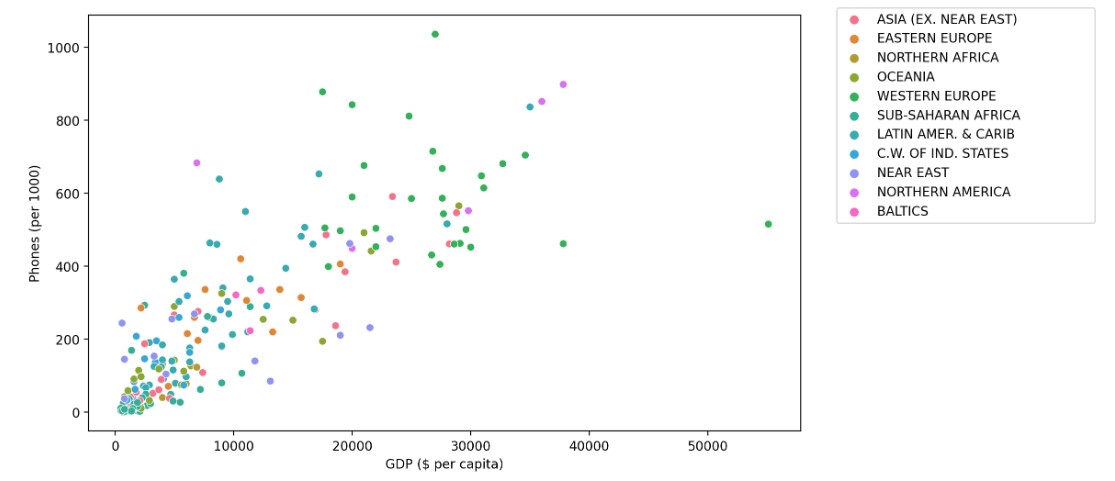 1000
800
600
400
200
0
Phones (per 1000)
0 10000 20000 30000 40000 50000
GDP ($ per capita)
ASIA (EX. NEAR EAST)
EASTERN EUROPE
NORTHERN AFRICA
OCEANIA
WESTERN EUROPE
SUB-SAHARAN AFRICA
LATIN AMER. & CARIB
C.W. OF IND. STATES
NEAR EAST
NORTHERN AMERICA
BALTICS